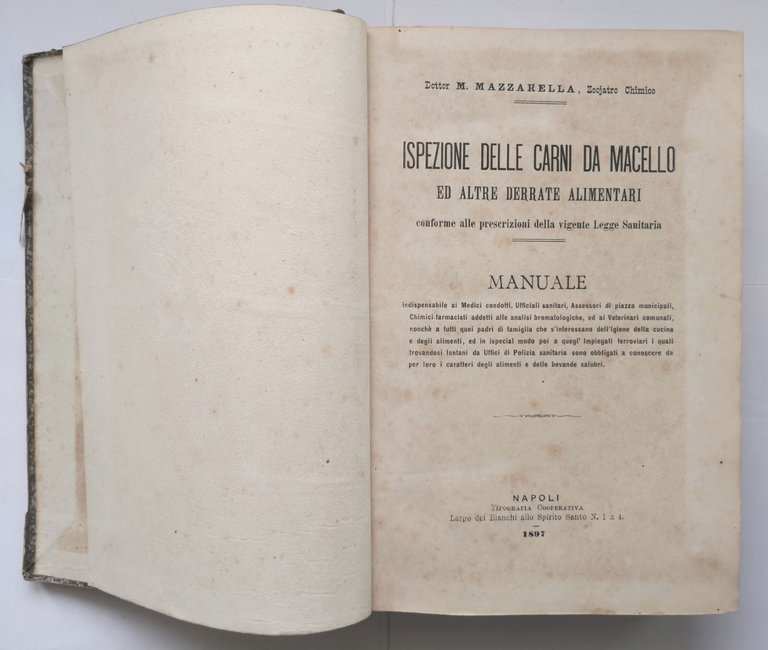 Dottor M. MAZZARELLA, Zoojatro Chimico
ISPEZIONE DELLE CARNI DA MACELLO
ED ALTRE DERRATE ALIMENTARI
conforme alle prescrizioni della vigente Legge Sanitaria
MANUALE
indispensabile ai Medici condotti, Ufficiali sanitari, Assessori di piazza municipali,
Chimici farmacisti addetti alle analisi bromatologiche, ed ai Veterinari comunali,
nonchè a tutti quei padri di famiglia che s'interessano dell'Igiene della cucina
e degli alimenti, ed in ispecial modo poi a quegl' Impiegati ferroviari i quali
trovandosi lontani da Uffici di Polizia sanitaria sono obbligati a conoscere da
per loro i caratteri degli alimenti e delle bevande salubri.
NAPOLI
TIPOGRAFIA COOPERATIVA
Largo dei Bianchi allo Spirito Santo N. 1 a 4.
1897